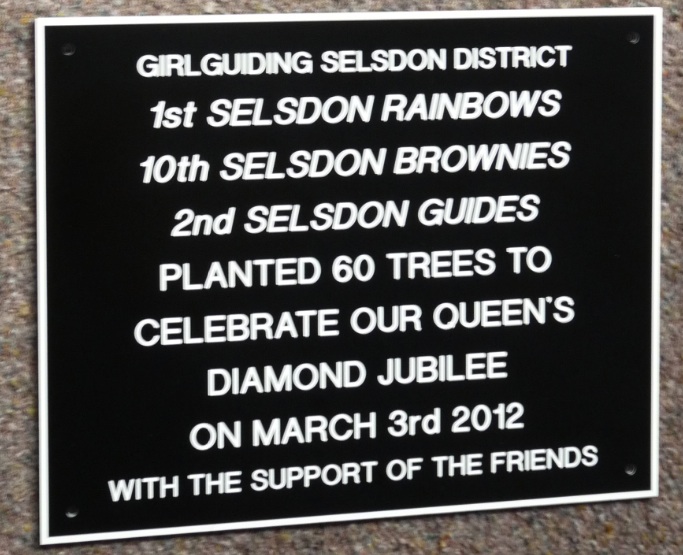 GIRLGUIDING SELSDON DISTRICT
1st SELSDON RAINBOWS
10th SELSDON BROWNIES
2nd SELSDON GUIDES
PLANTED 60 TREES TO
CELEBRATE OUR QUEEN'S
DIAMOND JUBILEE
ON MARCH 3rd 2012
WITH THE SUPPORT OF THE FRIENDS